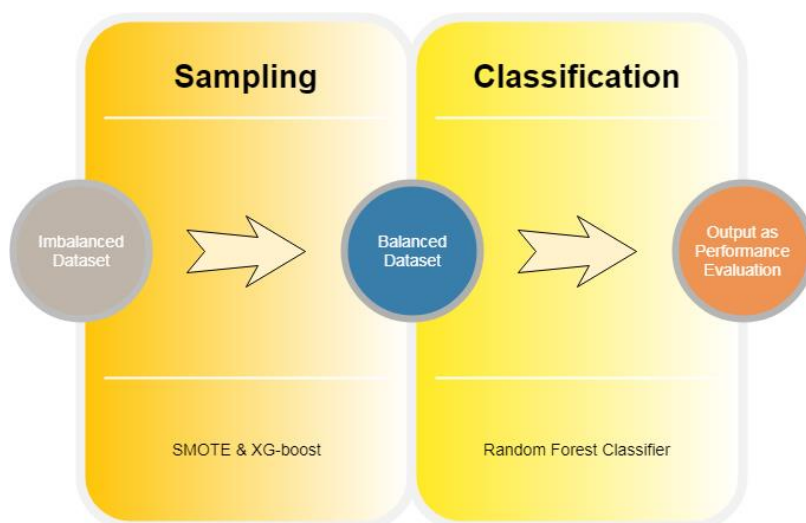 Sampling
Classification
Imbalanced
Dataset
Balanced
Dataset
Output as
Performance
Evaluation
SMOTE & XG-boost
Random Forest Classifier